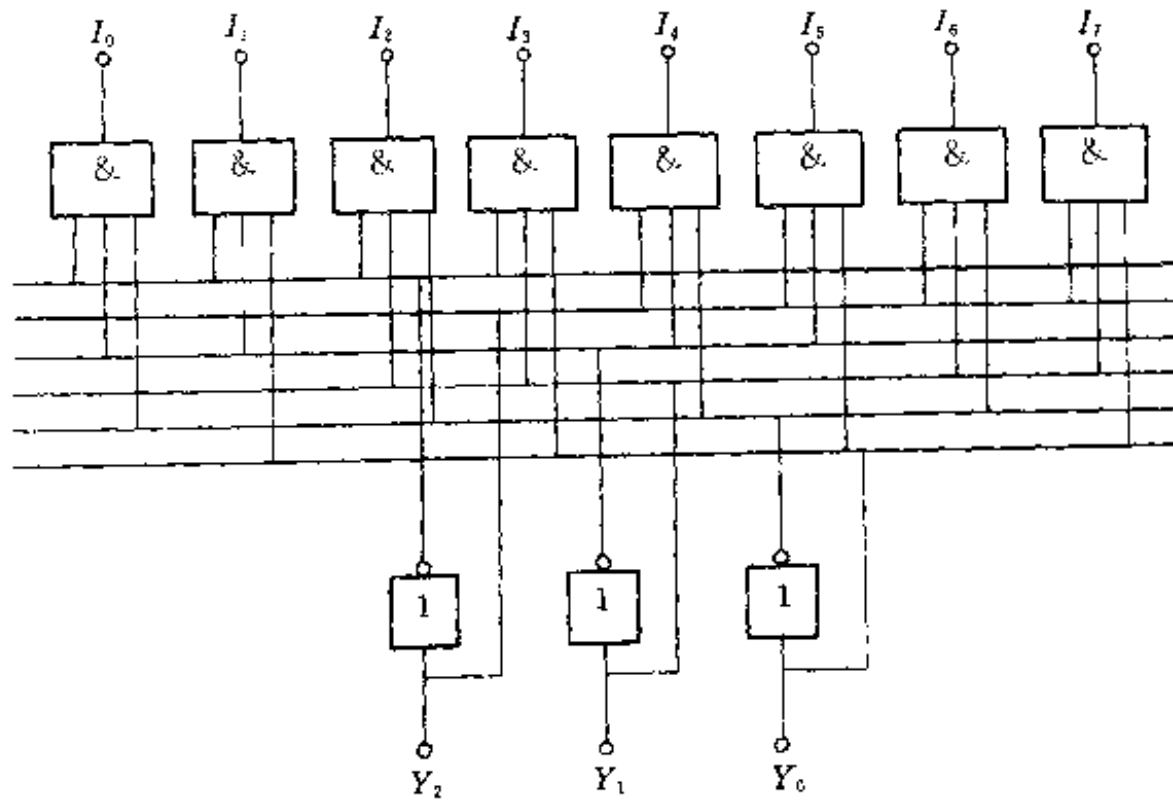 I₀ I₁ I₂ I₃ I₄ I₅ I₆ I₇
& & & & & & & &
1 1 1
Y₂ Y₁ Y₀